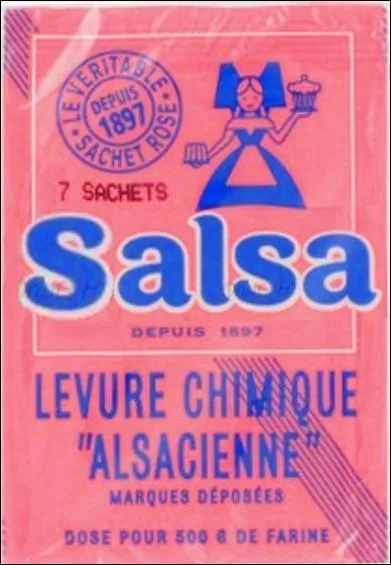 LE VERITABLE
DEPUIS
1897
SACHET ROSE
7 SACHETS
Salsa
DEPUIS 1897
LEVURE CHIMIQUE
"ALSACIENNE"
MARQUES DÉPOSÉES
DOSE POUR 500 G DE FARINE